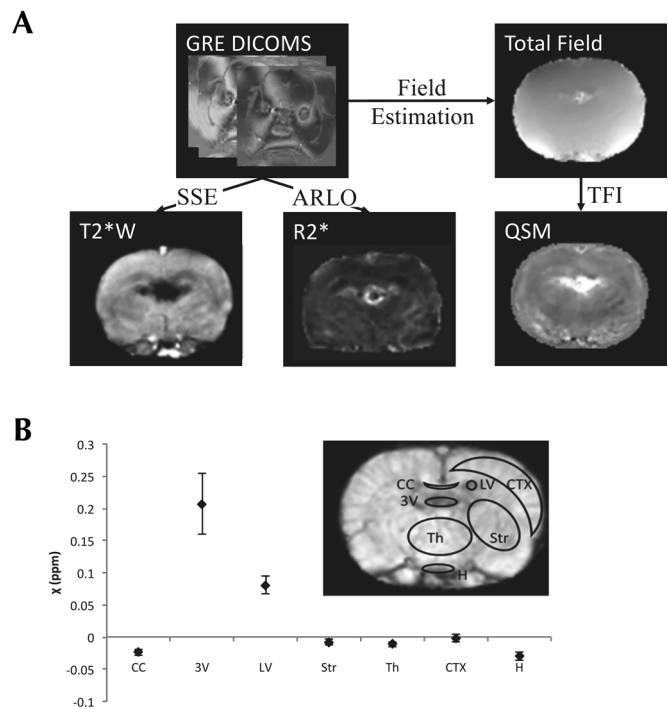 A
GRE DICOMS
Total Field
Field
Estimation
SSE
ARLO
TFI
T2*W
R2*
QSM
B
χ (ppm)
0.3
0.25
0.2
0.15
0.1
0.05
0
-0.05
-0.1
CC
3V
LV
Str
Th
CTX
H
CC
LV
CTX
3V
Th
Str
H